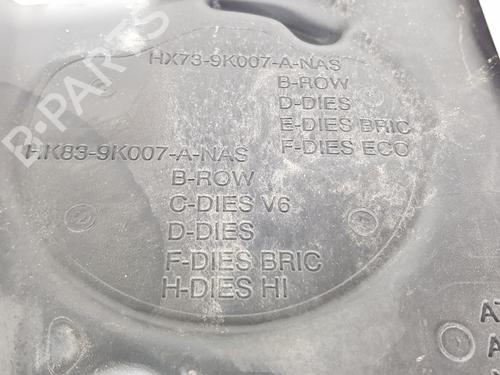 HX73-9K007-A-NAS
B-ROW
D-DIES
E-DIES BRIC
F-DIES ECO
HK83-9K007-A-NAS
B-ROW
C-DIES V6
D-DIES
F-DIES BRIC
H-DIES HI
B-PARTS